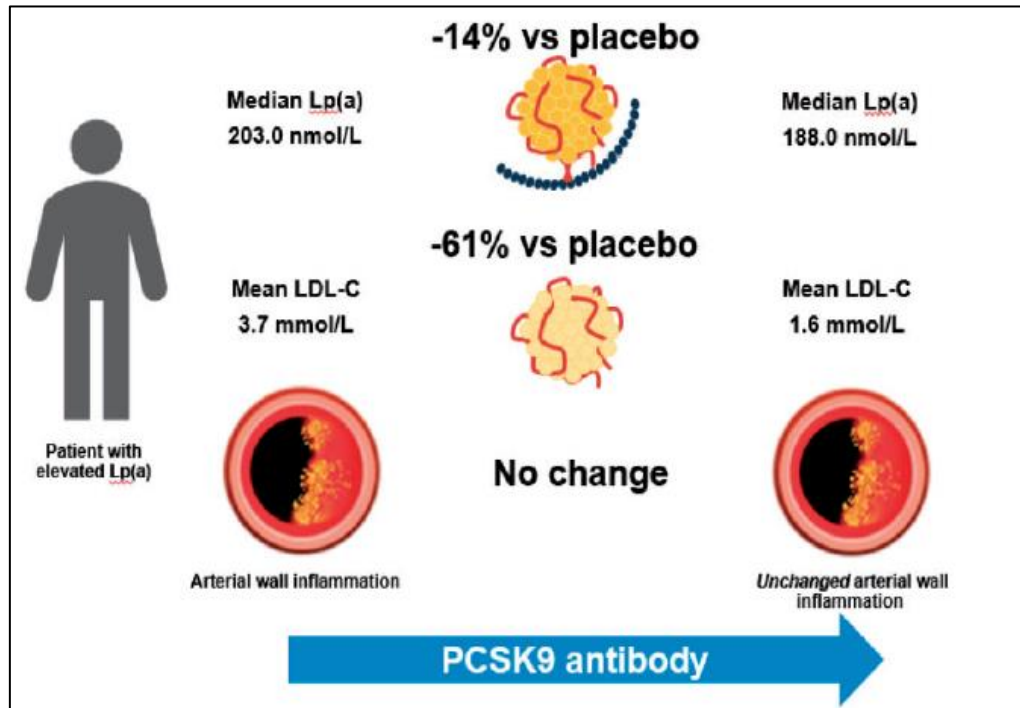 -14% vs placebo
Median Lp(a)
203.0 nmol/L
Median Lp(a)
188.0 nmol/L
-61% vs placebo
Mean LDL-C
3.7 mmol/L
Mean LDL-C
1.6 mmol/L
Patient with
elevated Lp(a)
No change
Arterial wall inflammation
Unchanged arterial wall
inflammation
PCSK9 antibody